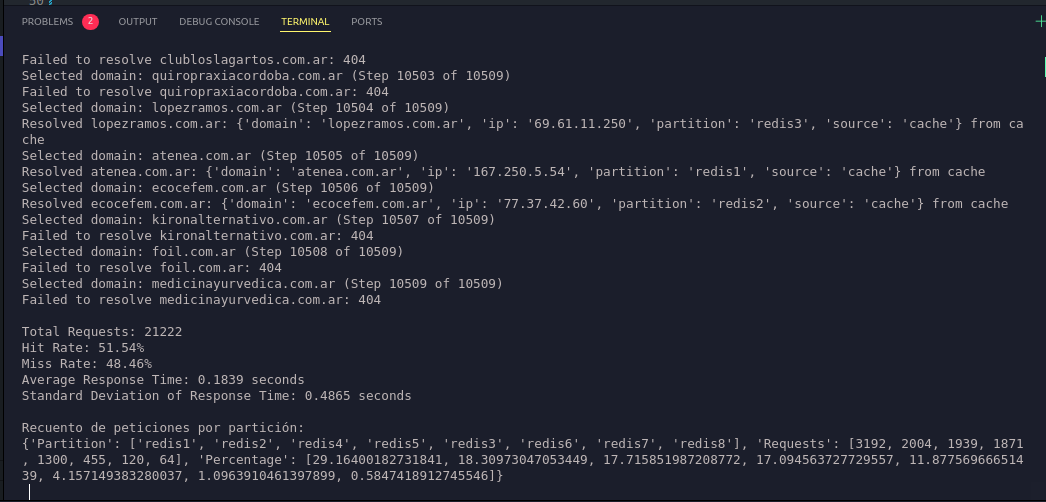 50
PROBLEMS 2 OUTPUT DEBUG CONSOLE TERMINAL PORTS
Failed to resolve clubloslagartos.com.ar: 404
Selected domain: quiropraxiacordoba.com.ar (Step 10503 of 10509)
Failed to resolve quiropraxiacordoba.com.ar: 404
Selected domain: lopezramos.com.ar (Step 10504 of 10509)
Resolved lopezramos.com.ar: {'domain': 'lopezramos.com.ar', 'ip': '69.61.11.250', 'partition': 'redis3', 'source': 'cache'} from ca
che
Selected domain: atenea.com.ar (Step 10505 of 10509)
Resolved atenea.com.ar: {'domain': 'atenea.com.ar', 'ip': '167.250.5.54', 'partition': 'redis1', 'source': 'cache'} from cache
Selected domain: ecocefem.com.ar (Step 10506 of 10509)
Resolved ecocefem.com.ar: {'domain': 'ecocefem.com.ar', 'ip': '77.37.42.60', 'partition': 'redis2', 'source': 'cache'} from cache
Selected domain: kironalternativo.com.ar (Step 10507 of 10509)
Failed to resolve kironalternativo.com.ar: 404
Selected domain: foil.com.ar (Step 10508 of 10509)
Failed to resolve foil.com.ar: 404
Selected domain: medicinayurvedica.com.ar (Step 10509 of 10509)
Failed to resolve medicinayurvedica.com.ar: 404
Total Requests: 21222
Hit Rate: 51.54%
Miss Rate: 48.46%
Average Response Time: 0.1839 seconds
Standard Deviation of Response Time: 0.4865 seconds
Recuento de peticiones por partición:
{'Partition': ['redis1', 'redis2', 'redis4', 'redis5', 'redis3', 'redis6', 'redis7', 'redis8'], 'Requests': [3192, 2004, 1939, 1871
, 1300, 455, 120, 64], 'Percentage': [29.16400182731841, 18.30973047053449, 17.715851987208772, 17.094563727729557, 11.877569666514
39, 4.157149383280037, 1.0963910461397899, 0.5847418912745546]}